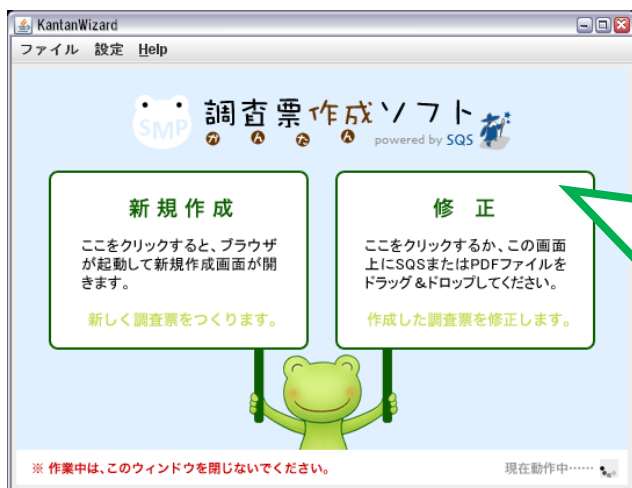 KantanWizard
ファイル 設定 Help
SMP
調査票作成ソフト
かんたん
powered by SQS
新規作成
ここをクリックすると、ブラウザ
が起動して新規作成画面が開
きます。
新しく調査票をつくります。
修 正
ここをクリックするか、この画面
上にSQSまたはPDFファイルを
ドラッグ&ドロップしてください。
作成した調査票を修正します。
※ 作業中は、このウィンドウを閉じないでください。
現在動作中……